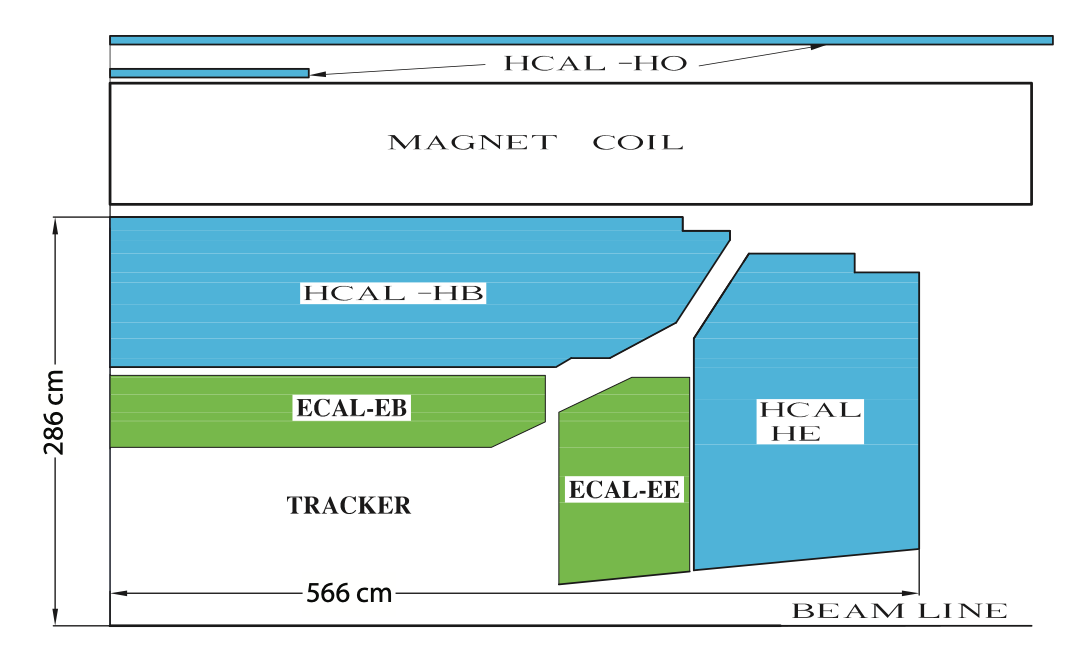 HCAL -HO
MAGNET COIL
HCAL -HB
ECAL-EB
HCAL
HE
286 cm
ECAL-EE
TRACKER
566 cm
BEAM LINE